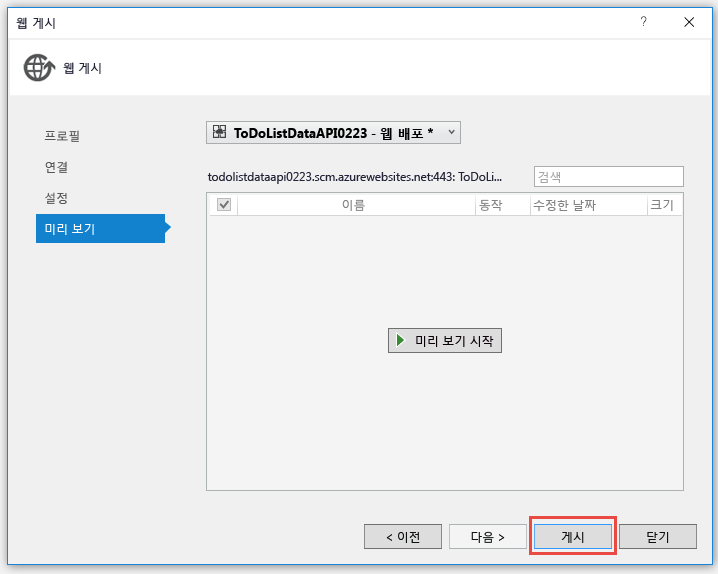 웹 게시
?
웹 게시
프로필
연결
설정
미리 보기
ToDoListDataAPI0223 - 웹 배포 *
todolistdataapi0223.scm.azurewebsites.net:443: ToDoLi...
검색
이름 동작 수정한 날짜 크기
미리 보기 시작
< 이전 다음 > 게시 닫기